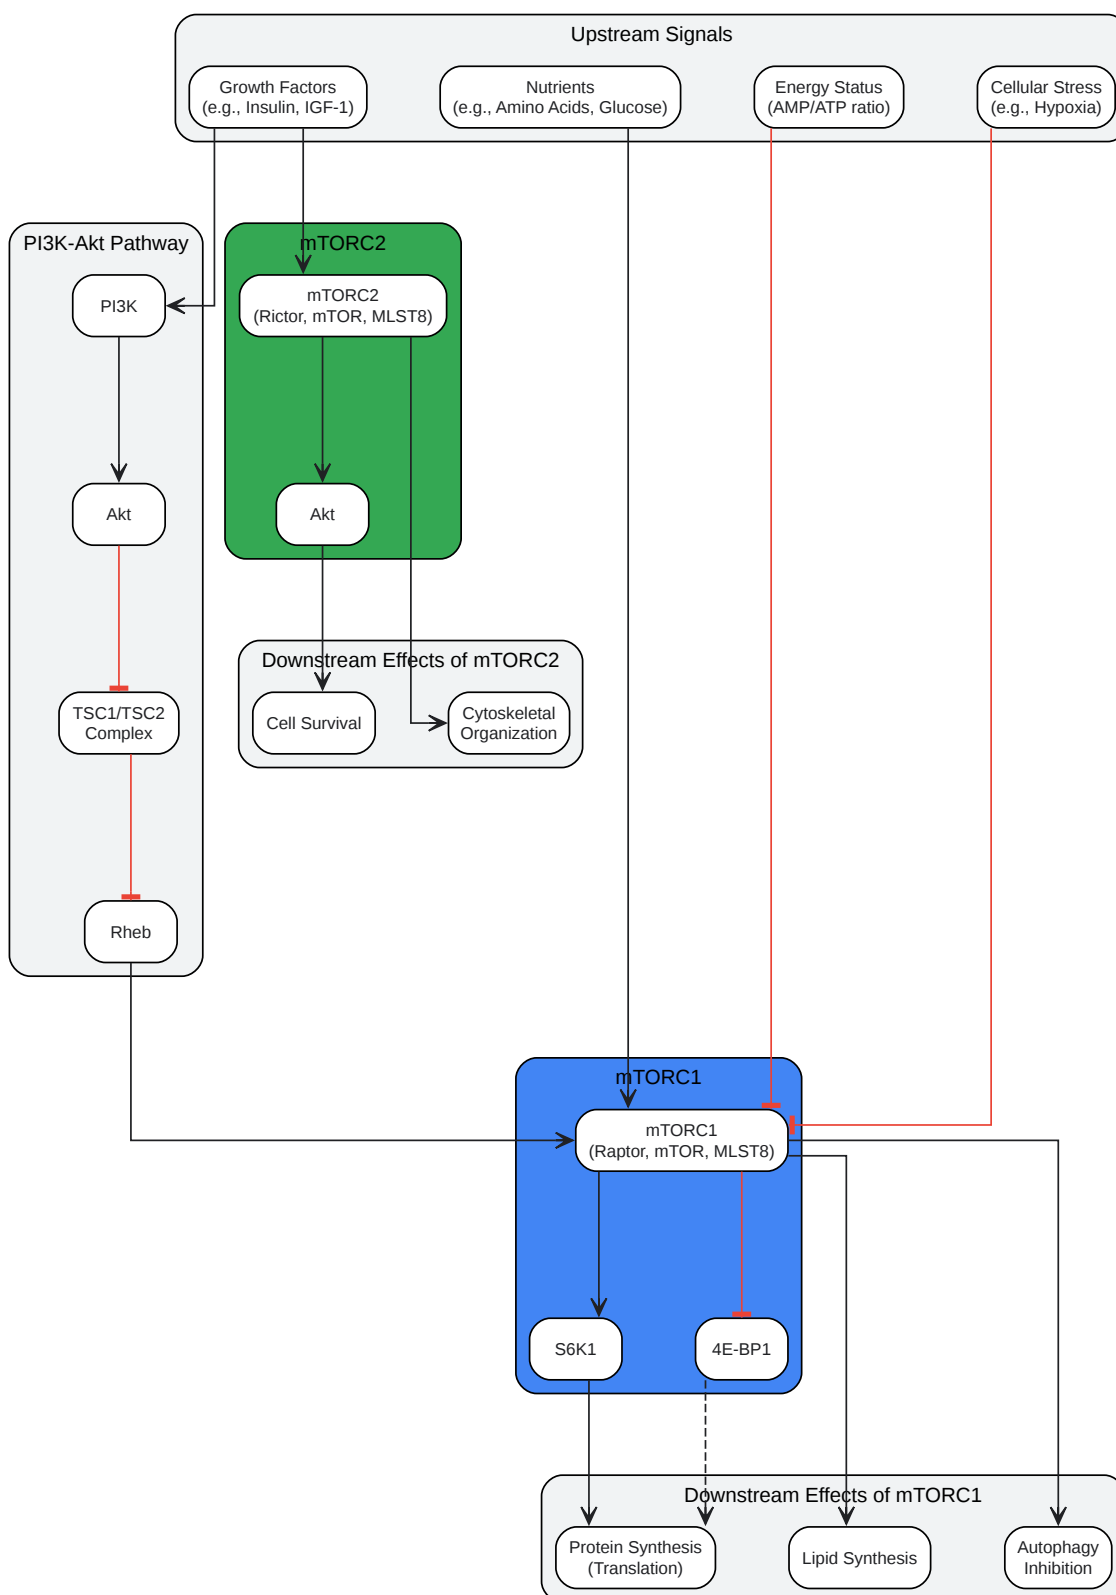 Upstream Signals
Growth Factors
(e.g., Insulin, IGF-1)
Nutrients
(e.g., Amino Acids, Glucose)
Energy Status
(AMP/ATP ratio)
Cellular Stress
(e.g., Hypoxia)
PI3K-Akt Pathway
PI3K
Akt
TSC1/TSC2
Complex
Rheb
mTORC2
mTORC2
(Rictor, mTOR, MLST8)
Akt
Downstream Effects of mTORC2
Cell Survival
Cytoskeletal
Organization
mTORC1
mTORC1
(Raptor, mTOR, MLST8)
S6K1
4E-BP1
Downstream Effects of mTORC1
Protein Synthesis
(Translation)
Lipid Synthesis
Autophagy
Inhibition